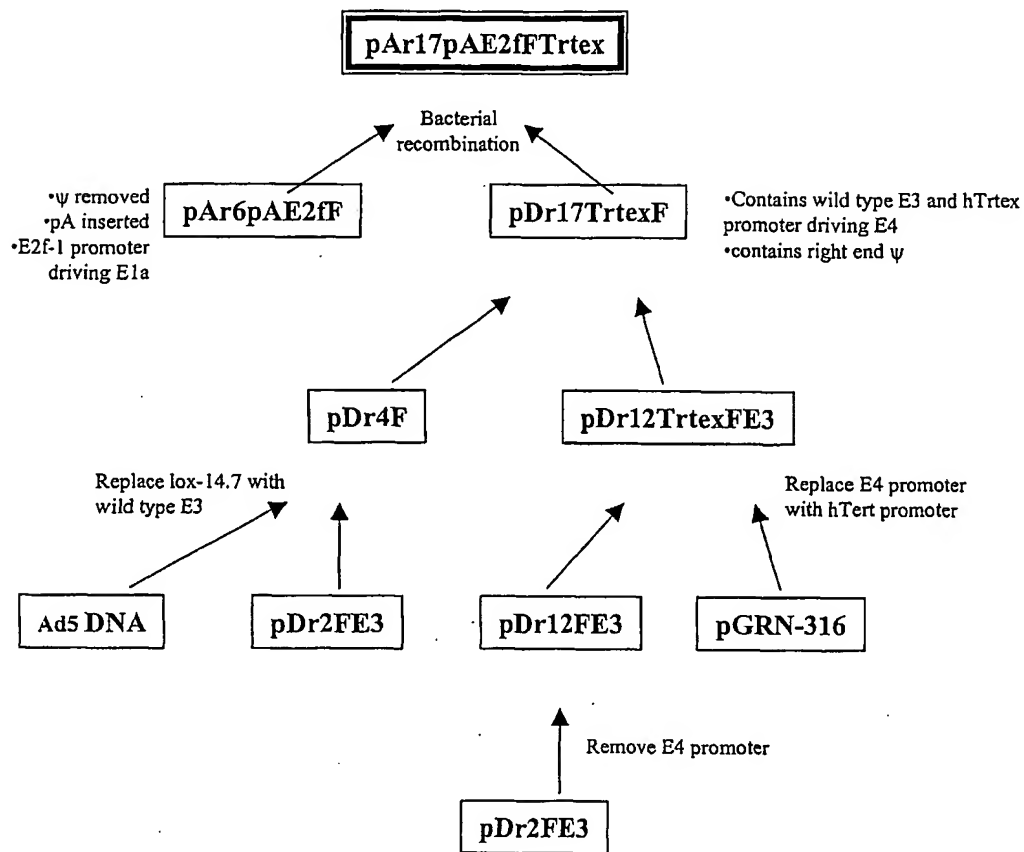 pAr17pAE2fFTrtex
Bacterial
recombination
•ψ removed
•pA inserted
•E2f-1 promoter
driving E1a
pAr6pAE2fF
pDr17TrtexF
•Contains wild type E3 and hTrtex
promoter driving E4
•contains right end ψ
pDr4F
pDr12TrtexFE3
Replace lox-14.7 with
wild type E3
Replace E4 promoter
with hTert promoter
Ad5 DNA
pDr2FE3
pDr12FE3
pGRN-316
Remove E4 promoter
pDr2FE3